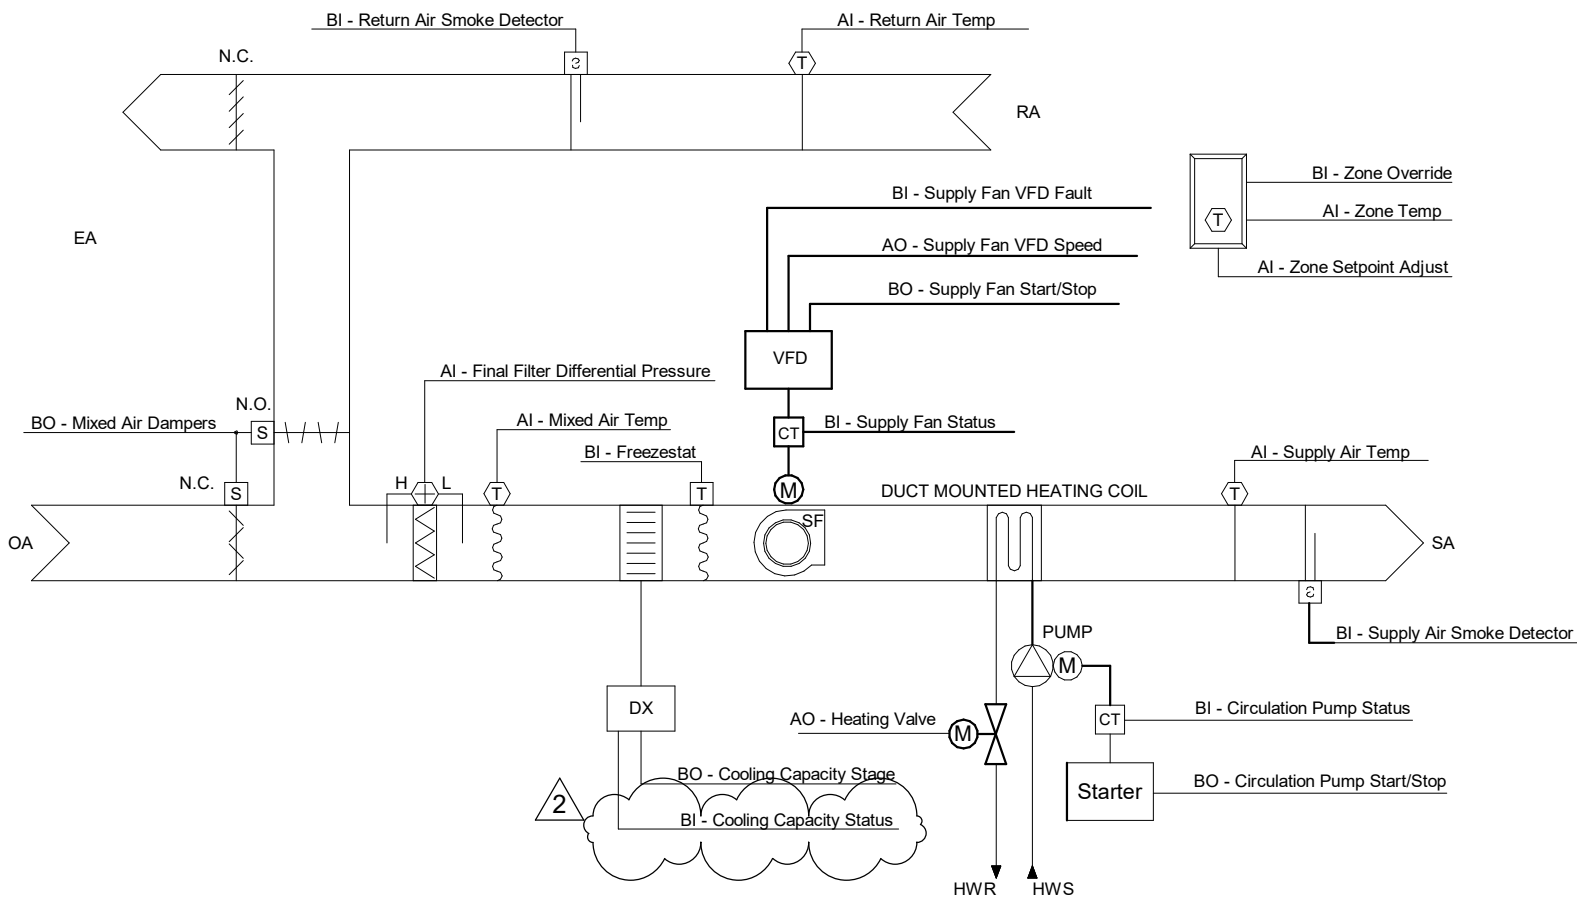 BI - Return Air Smoke Detector
AI - Return Air Temp
N.C.
S
T
RA
BI - Zone Override
T
AI - Zone Temp
AI - Zone Setpoint Adjust
EA
BI - Supply Fan VFD Fault
AO - Supply Fan VFD Speed
BO - Supply Fan Start/Stop
VFD
AI - Final Filter Differential Pressure
N.O.
BO - Mixed Air Dampers
S
AI - Mixed Air Temp
CT
BI - Supply Fan Status
BI - Freezestat
AI - Supply Air Temp
N.C.
S
H
L
T
T
M
DUCT MOUNTED HEATING COIL
T
OA
SF
SA
S
BI - Supply Air Smoke Detector
PUMP
M
DX
AO - Heating Valve
M
CT
BI - Circulation Pump Status
BO - Cooling Capacity Stage
Starter
BO - Circulation Pump Start/Stop
2
BI - Cooling Capacity Status
HWR
HWS